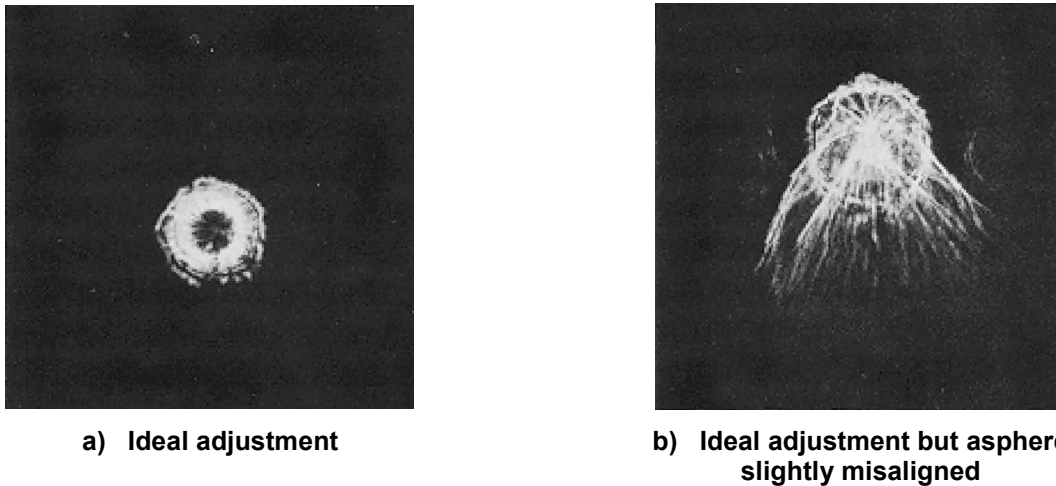 a) Ideal adjustment
b) Ideal adjustment but asphere
slightly misaligned